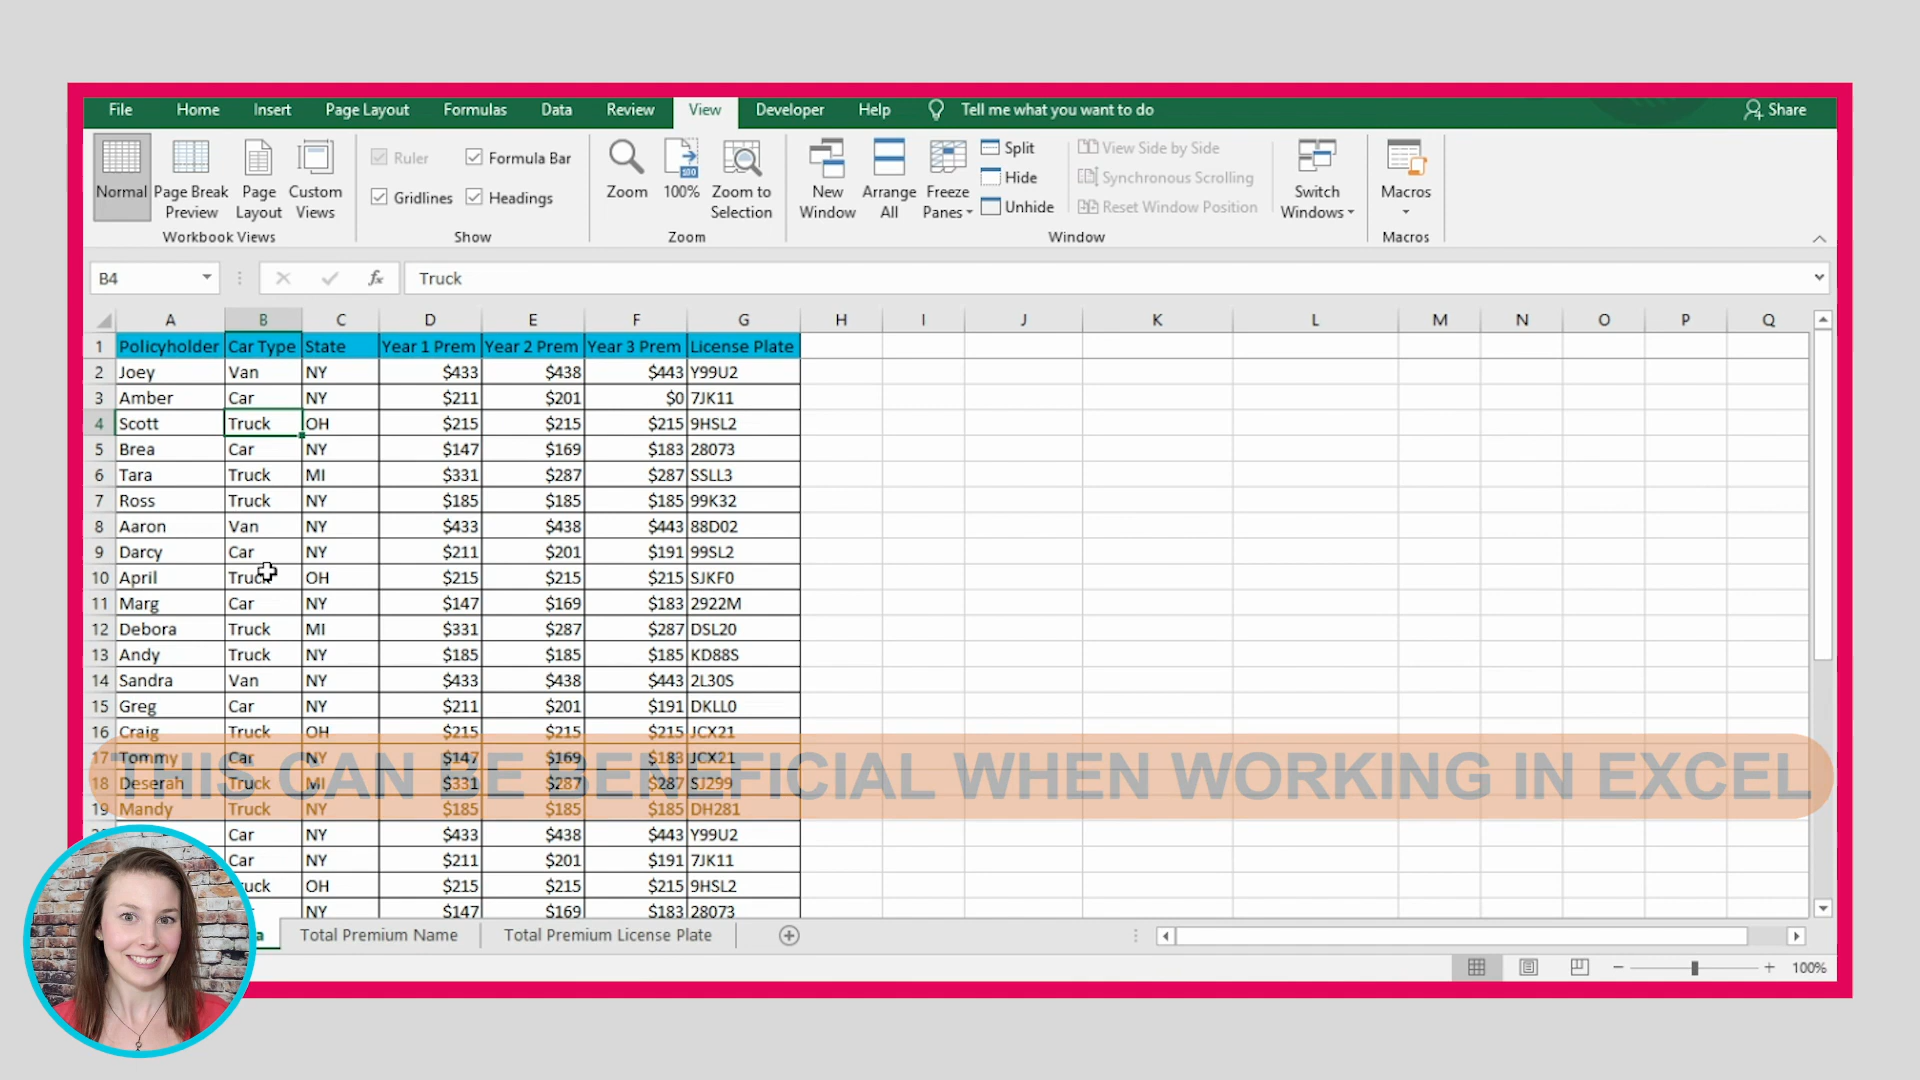 File Home Insert Page Layout Formulas Data Review View Developer Help Tell me what you want to do Share
Normal Page Break Preview Page Layout Custom Views
Workbook Views
Ruler Formula Bar
Gridlines Headings
Show
Zoom 100% Zoom to Selection
Zoom
New Window Arrange All Freeze Panes
Split
Hide
Unhide
View Side by Side
Synchronous Scrolling
Reset Window Position
Switch Windows
Window
Macros
Macros
B4 fx Truck
A B C D E F G H I J K L M N O P Q
1 Policyholder Car Type State Year 1 Prem Year 2 Prem Year 3 Prem License Plate
2 Joey Van NY $433 $438 $443 Y99U2
3 Amber Car NY $211 $201 $0 7JK11
4 Scott Truck OH $215 $215 $215 9HSL2
5 Brea Car NY $147 $169 $183 28073
6 Tara Truck MI $331 $287 $287 SSLL3
7 Ross Truck NY $185 $185 $185 99K32
8 Aaron Van NY $433 $438 $443 88D02
9 Darcy Car NY $211 $201 $191 99SL2
10 April Truck OH $215 $215 $215 SJKF0
11 Marg Car NY $147 $169 $183 2922M
12 Debora Truck MI $331 $287 $287 DSL20
13 Andy Truck NY $185 $185 $185 KD88S
14 Sandra Van NY $433 $438 $443 2L30S
15 Greg Car NY $211 $201 $191 DKLL0
16 Craig Truck OH $215 $215 $215 JCX21
17 Tommy Car NY $147 $169 $183 JCX21
THIS CAN BE BENEFICIAL WHEN WORKING IN EXCEL
18 Deserah Truck MI $331 $287 $287 SJ299
19 Mandy Truck NY $185 $185 $185 DH281
Car NY $433 $438 $443 Y99U2
Car NY $211 $201 $191 7JK11
OH $215 $215 $215 9HSL2
NY $147 $169 $183 28073
Total Premium Name Total Premium License Plate
100%